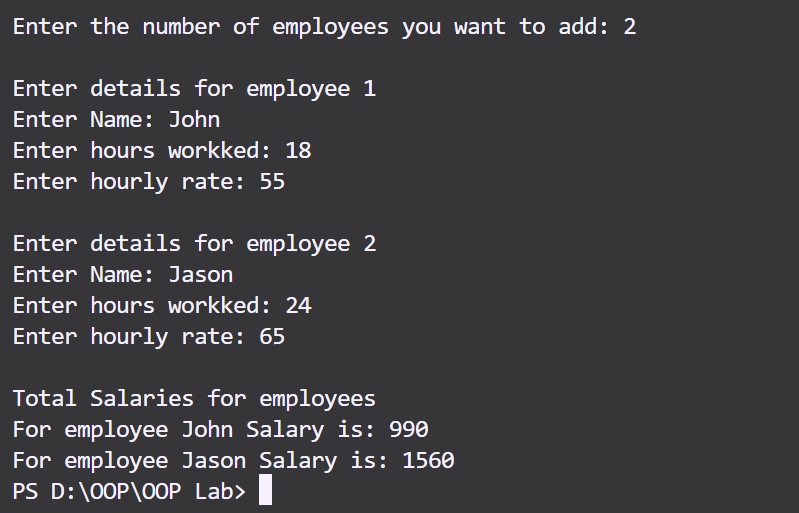 Enter the number of employees you want to add: 2
Enter details for employee 1
Enter Name: John
Enter hours workked: 18
Enter hourly rate: 55
Enter details for employee 2
Enter Name: Jason
Enter hours workked: 24
Enter hourly rate: 65
Total Salaries for employees
For employee John Salary is: 990
For employee Jason Salary is: 1560
PS D:\OOP\OOP Lab>